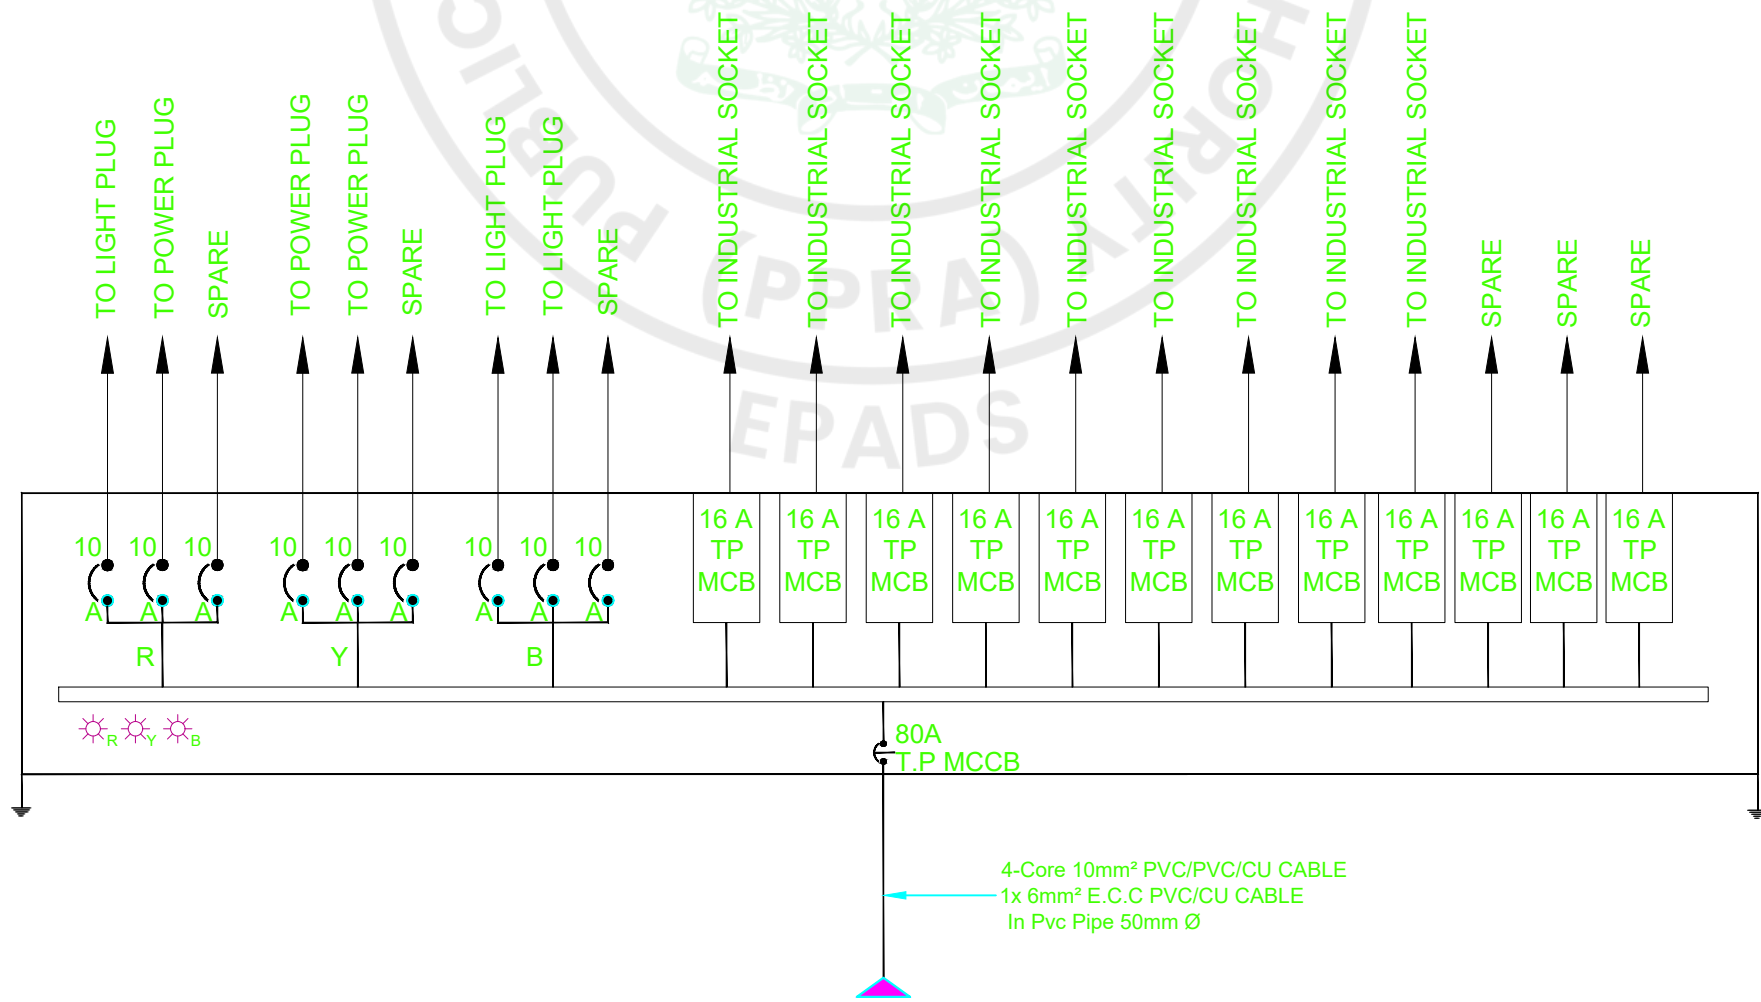 PUBLIC
HORITY
(PPRA)
EPADS
TO LIGHT PLUG
TO POWER PLUG
SPARE
TO POWER PLUG
TO POWER PLUG
SPARE
TO LIGHT PLUG
TO LIGHT PLUG
SPARE
TO INDUSTRIAL SOCKET
TO INDUSTRIAL SOCKET
TO INDUSTRIAL SOCKET
TO INDUSTRIAL SOCKET
TO INDUSTRIAL SOCKET
TO INDUSTRIAL SOCKET
TO INDUSTRIAL SOCKET
TO INDUSTRIAL SOCKET
TO INDUSTRIAL SOCKET
SPARE
SPARE
SPARE
10 10 10 10 10 10 10 10 10
A A A A A A A A A
R Y B
16 A 16 A 16 A 16 A 16 A 16 A 16 A 16 A 16 A 16 A 16 A 16 A
TP TP TP TP TP TP TP TP TP TP TP TP
MCB MCB MCB MCB MCB MCB MCB MCB MCB MCB MCB MCB
R Y B
80A
T.P MCCB
4-Core 10mm² PVC/PVC/CU CABLE
1x 6mm² E.C.C PVC/CU CABLE
In Pvc Pipe 50mm Ø